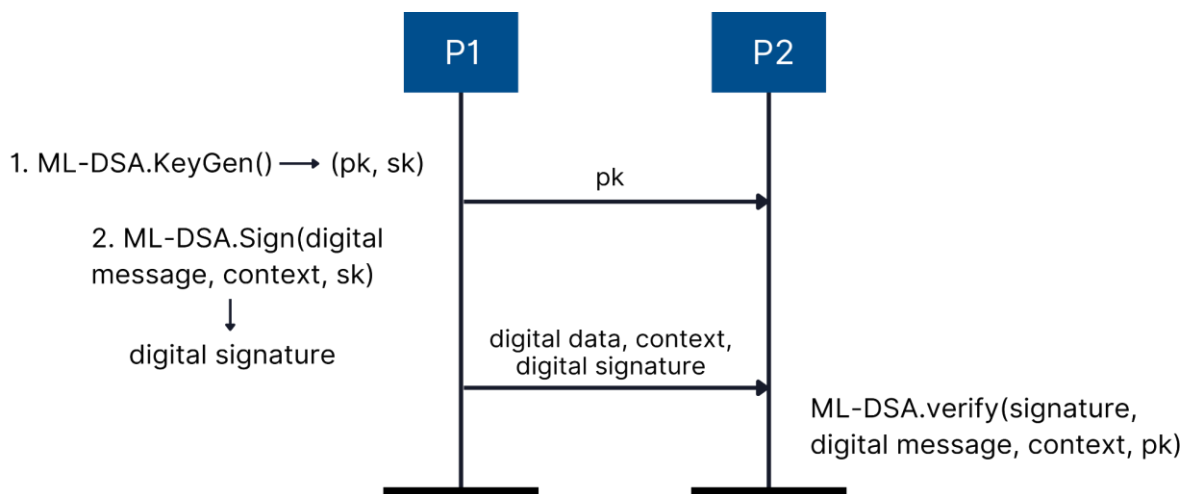 P1
P2
1. ML-DSA.KeyGen() → (pk, sk)
pk
2. ML-DSA.Sign(digital
message, context, sk)
digital signature
digital data, context,
digital signature
ML-DSA.verify(signature,
digital message, context, pk)